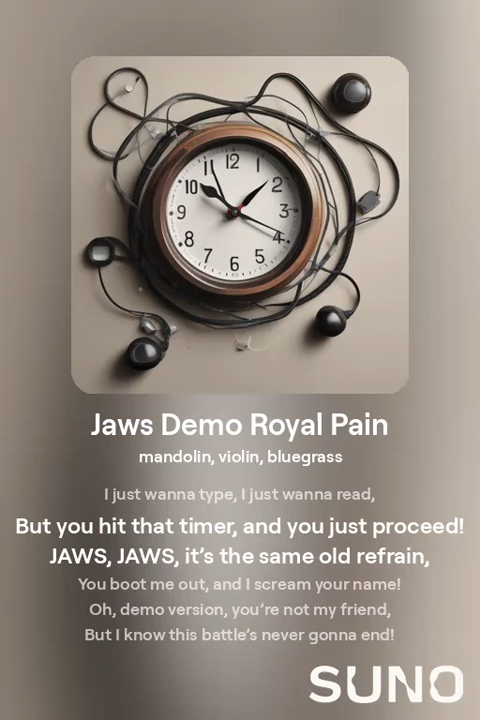 12
1
2
3
4
5
6
7
8
9
10
11
Jaws Demo Royal Pain
mandolin, violin, bluegrass
I just wanna type, I just wanna read,
But you hit that timer, and you just proceed!
JAWS, JAWS, it's the same old refrain,
You boot me out, and I scream your name!
Oh, demo version, you're not my friend,
But I know this battle's never gonna end!
SUNO